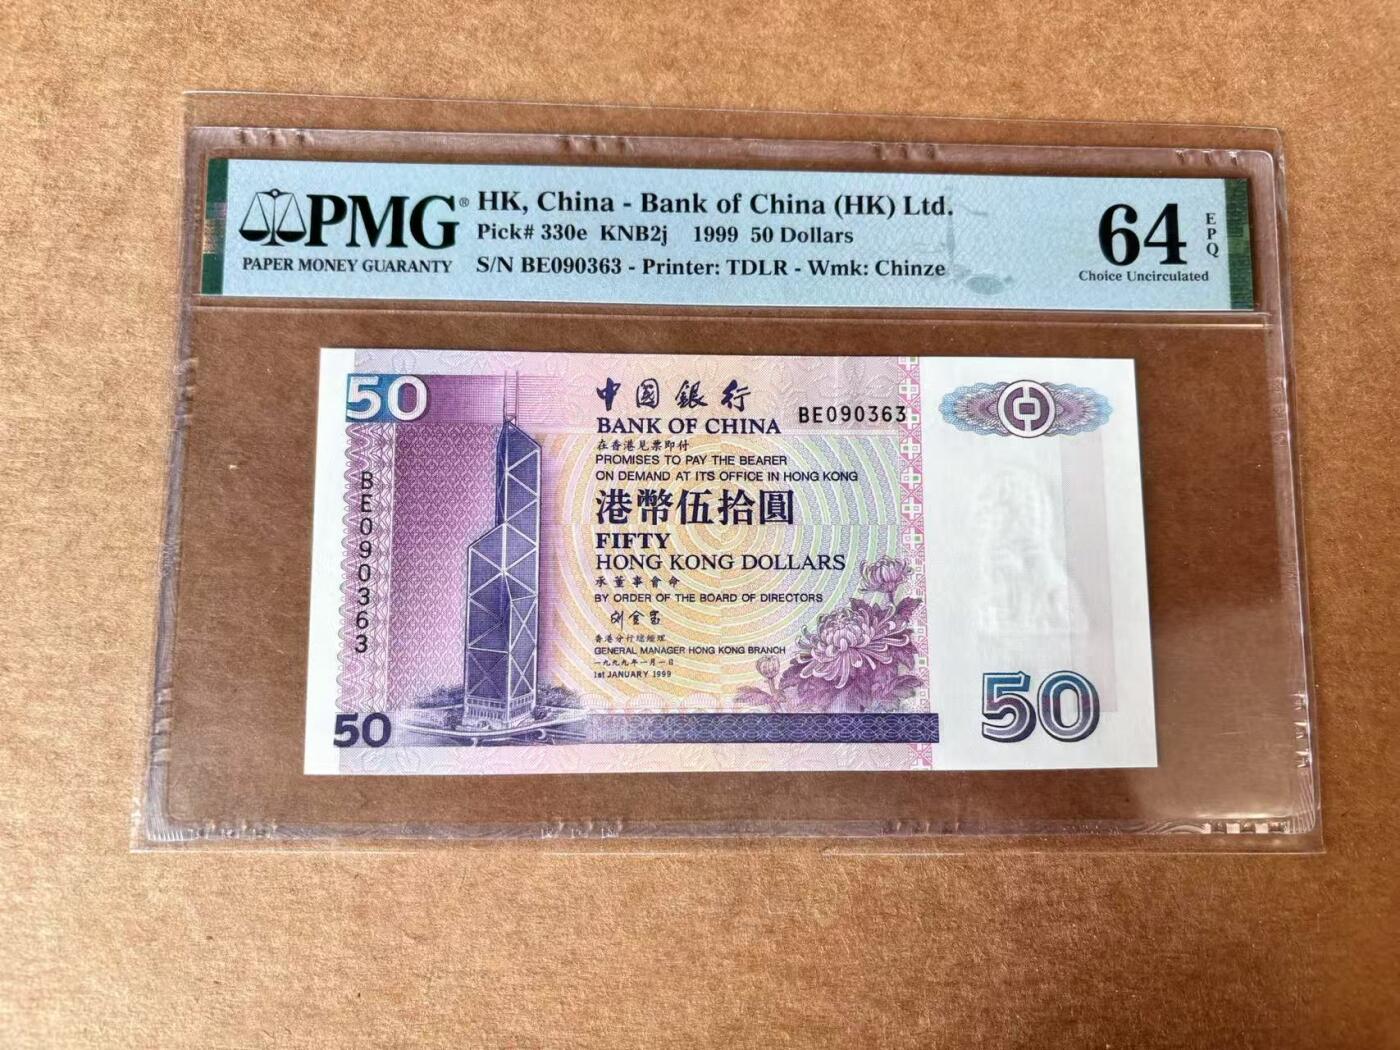 PMG®
PAPER MONEY GUARANTY
HK, China - Bank of China (HK) Ltd.
Pick# 330e KNB2j 1999 50 Dollars
S/N BE090363 - Printer: TDLR - Wmk: Chinze
64
EPQ
Choice Uncirculated
50
中國銀行
BANK OF CHINA
BE090363
在香港見票即付
PROMISES TO PAY THE BEARER
ON DEMAND AT ITS OFFICE IN HONG KONG
港幣伍拾圓
FIFTY
HONG KONG DOLLARS
承董事會命
BY ORDER OF THE BOARD OF DIRECTORS
香港分行總經理
GENERAL MANAGER HONG KONG BRANCH
一九九九年一月一日
1st JANUARY 1999
BE090363
50
50